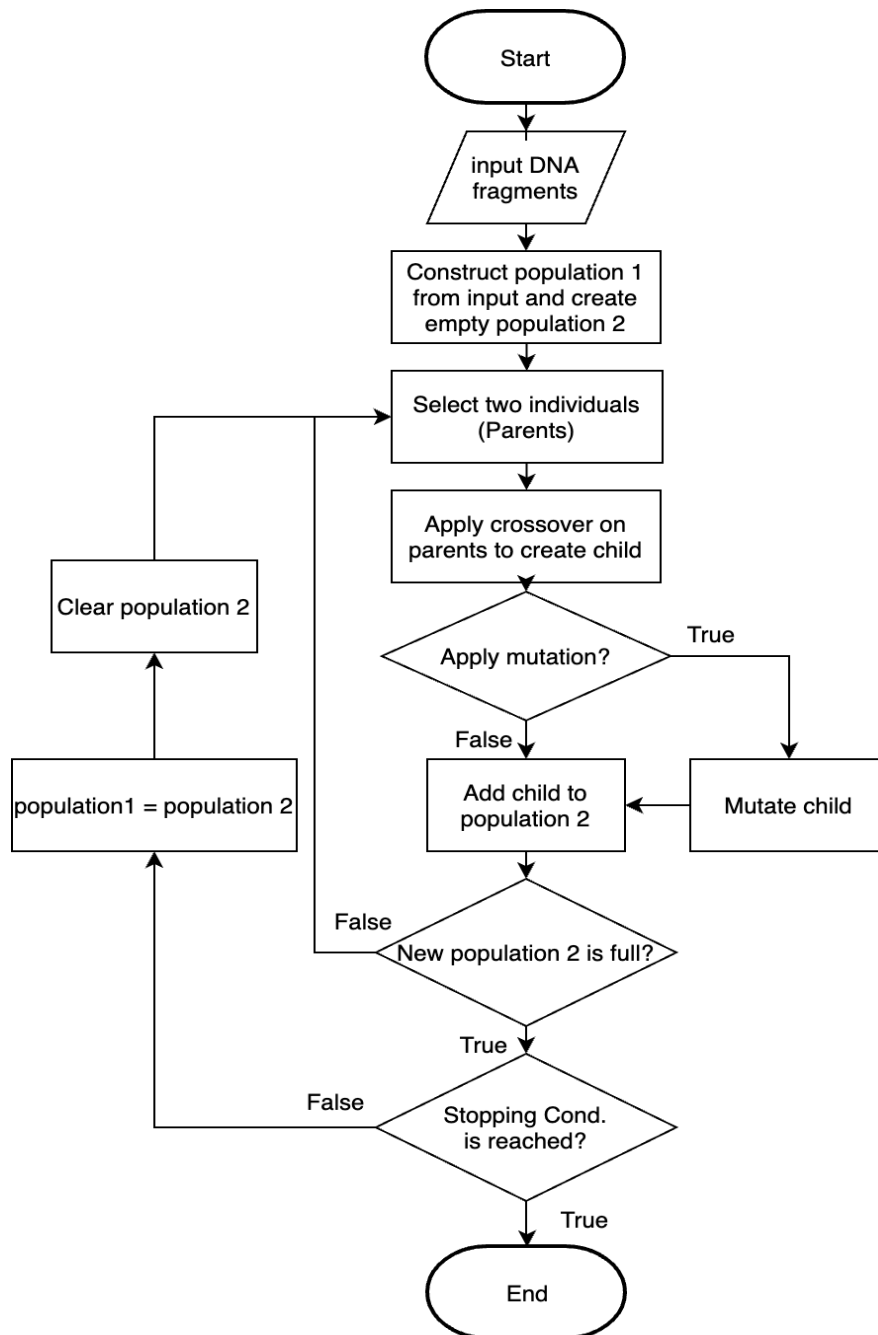 Start
input DNA
fragments
Construct population 1
from input and create
empty population 2
Select two individuals
(Parents)
Apply crossover on
parents to create child
Clear population 2
Apply mutation?
True
False
population1 = population 2
Add child to
population 2
Mutate child
False
New population 2 is full?
True
False
Stopping Cond.
is reached?
True
End